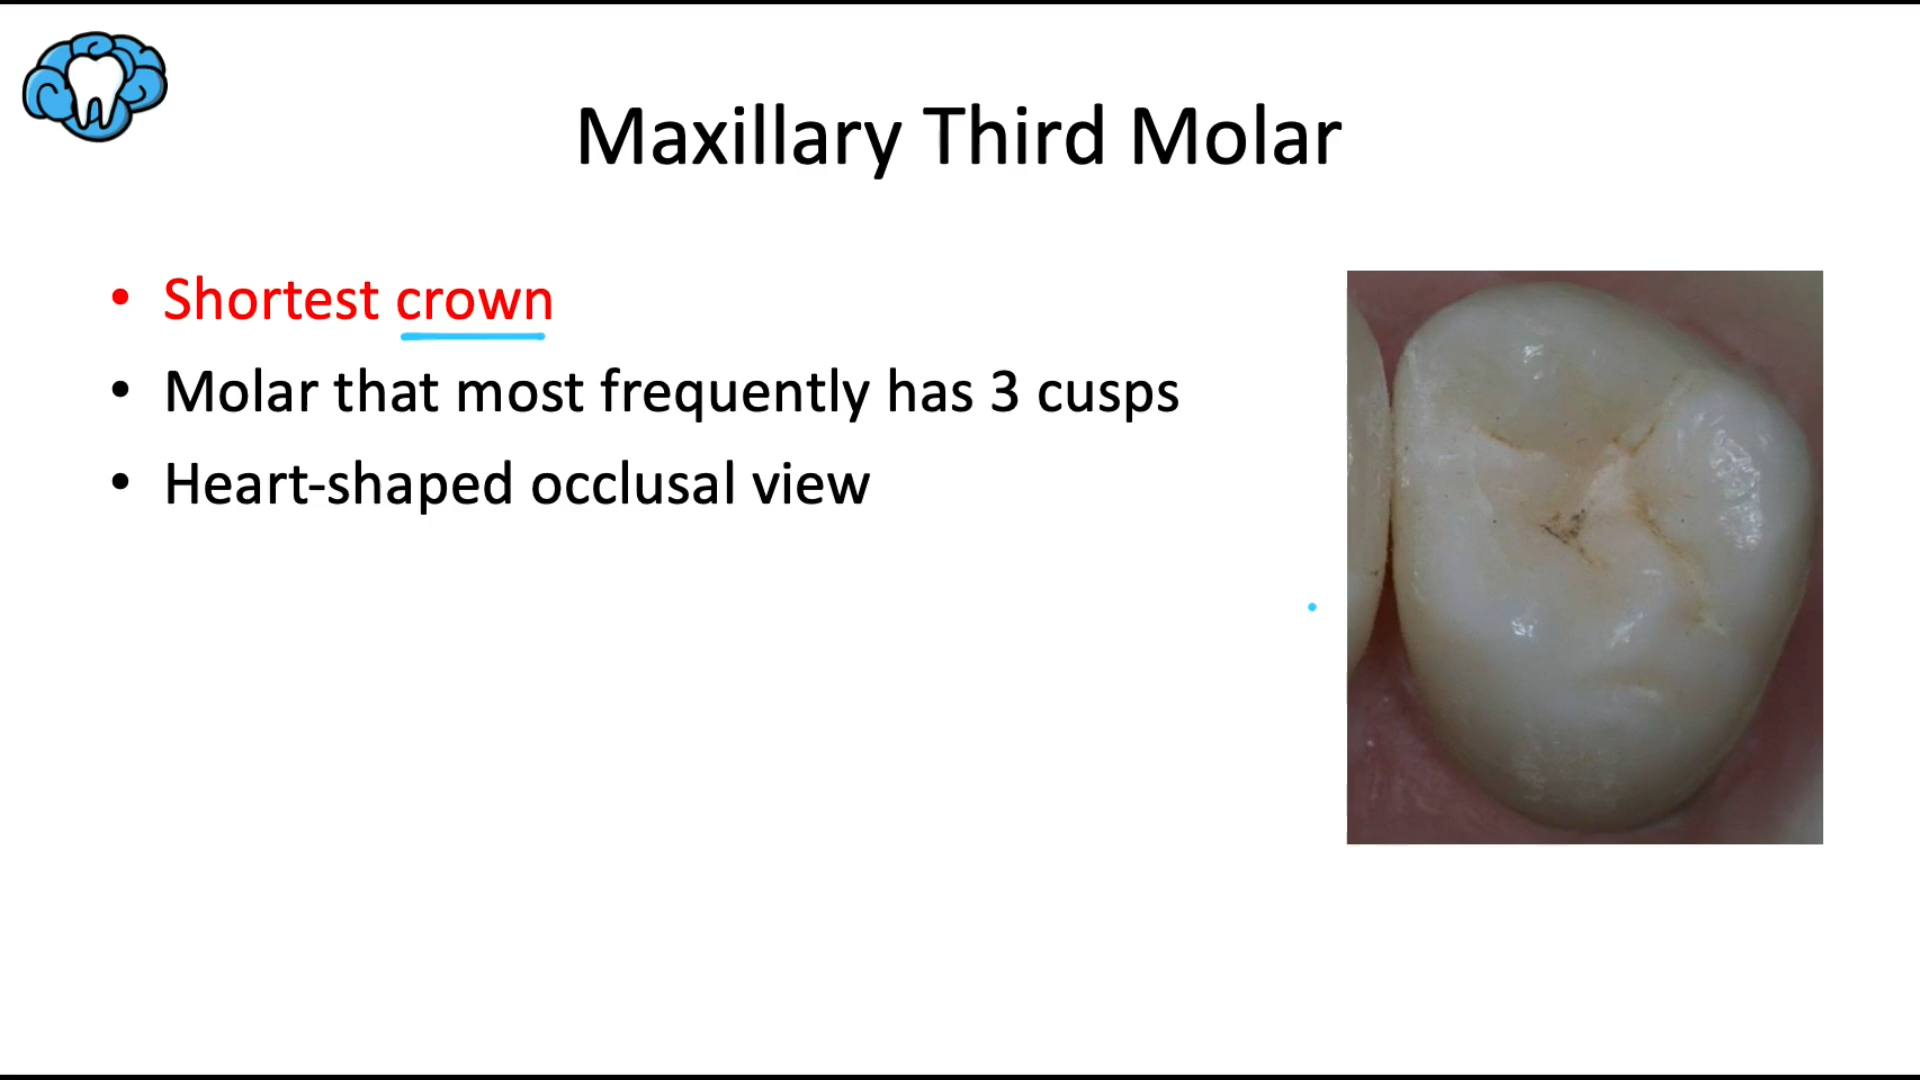 Maxillary Third Molar
• Shortest crown
• Molar that most frequently has 3 cusps
• Heart-shaped occlusal view